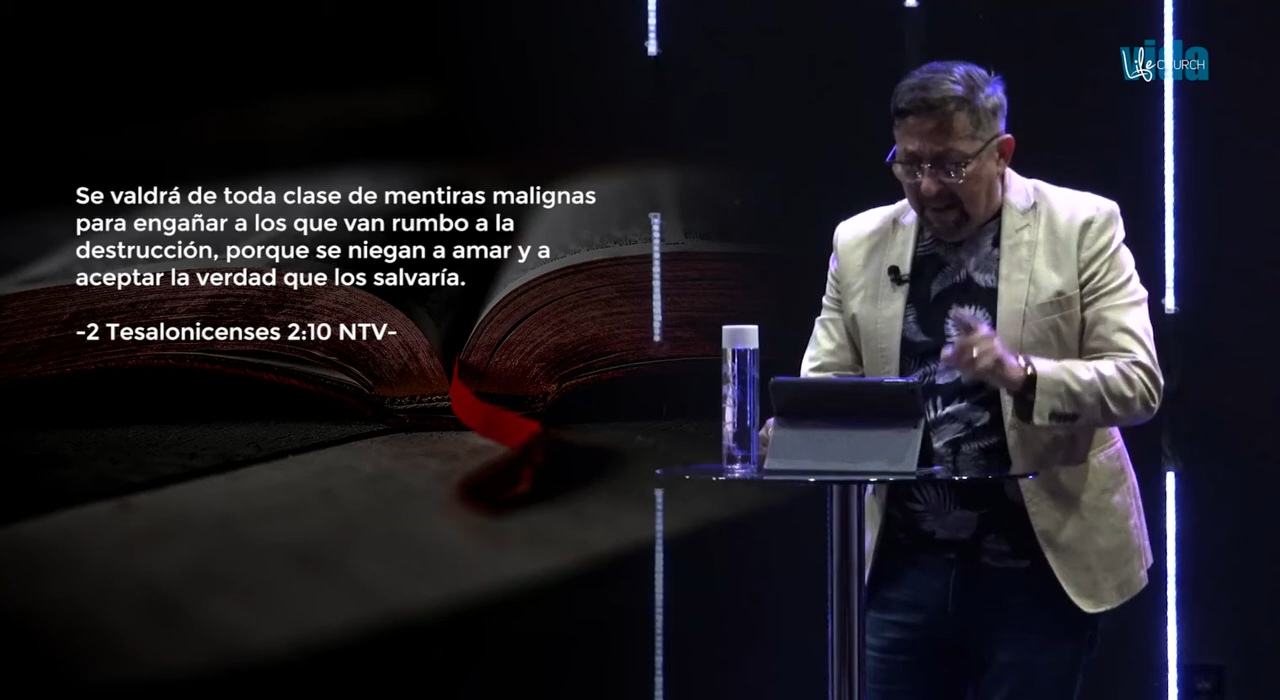 vida
Life CHURCH
Se valdrá de toda clase de mentiras malignas
para engañar a los que van rumbo a la
destrucción, porque se niegan a amar y a
aceptar la verdad que los salvaría.
-2 Tesalonicenses 2:10 NTV-